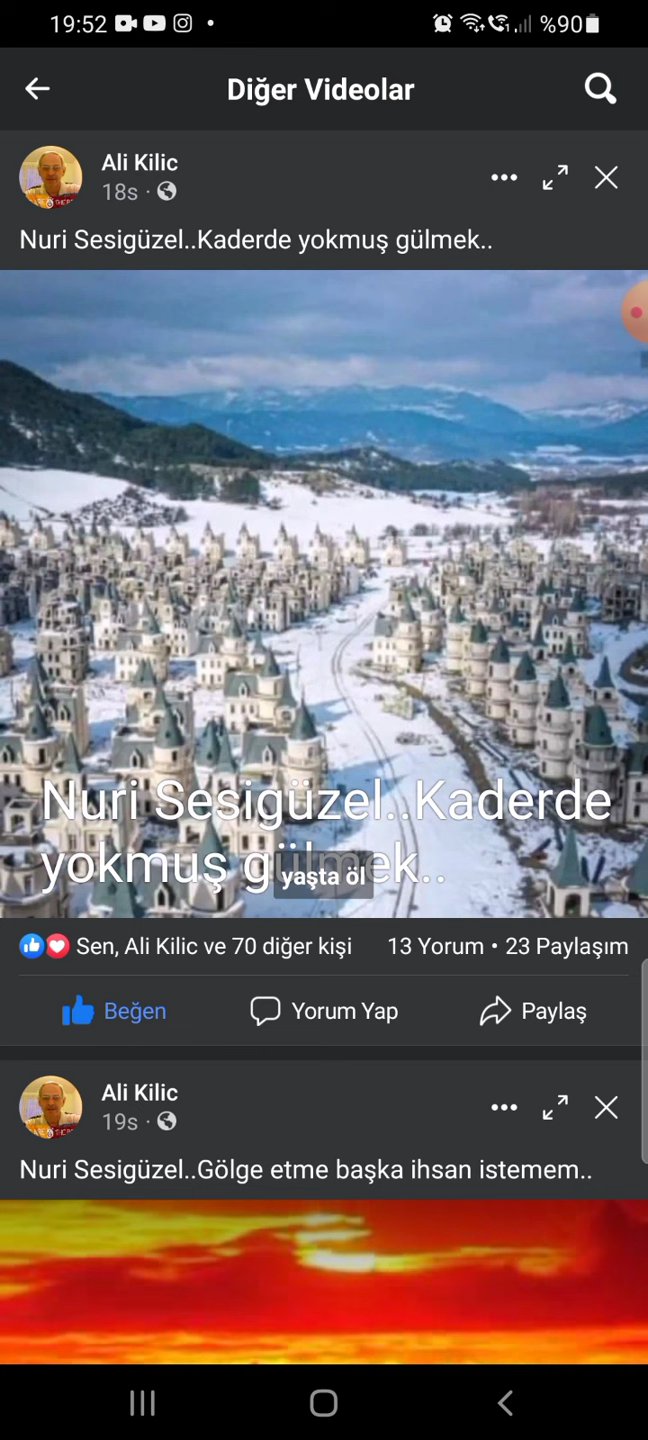 19:52 %90
Diğer Videolar
Ali Kilic
18s ·
Nuri Sesigüzel..Kaderde yokmuş gülmek..
Nuri Sesigüzel..Kaderde
yokmuş gülmek..
yaşta öl
Sen, Ali Kilic ve 70 diğer kişi 13 Yorum • 23 Paylaşım
Beğen Yorum Yap Paylaş
Ali Kilic
19s ·
Nuri Sesigüzel..Gölge etme başka ihsan istemem..